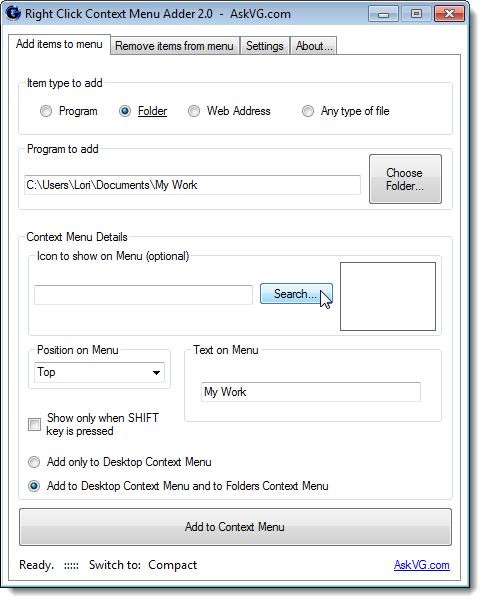 Right Click Context Menu Adder 2.0 - AskVG.com
Add items to menu Remove items from menu Settings About...
Item type to add
Program Folder Web Address Any type of file
Program to add
C:\Users\Lori\Documents\My Work
Choose
Folder...
Context Menu Details
Icon to show on Menu (optional)
Search...
Position on Menu
Top
Text on Menu
My Work
Show only when SHIFT
key is pressed
Add only to Desktop Context Menu
Add to Desktop Context Menu and to Folders Context Menu
Add to Context Menu
Ready. ::::: Switch to: Compact AskVG.com